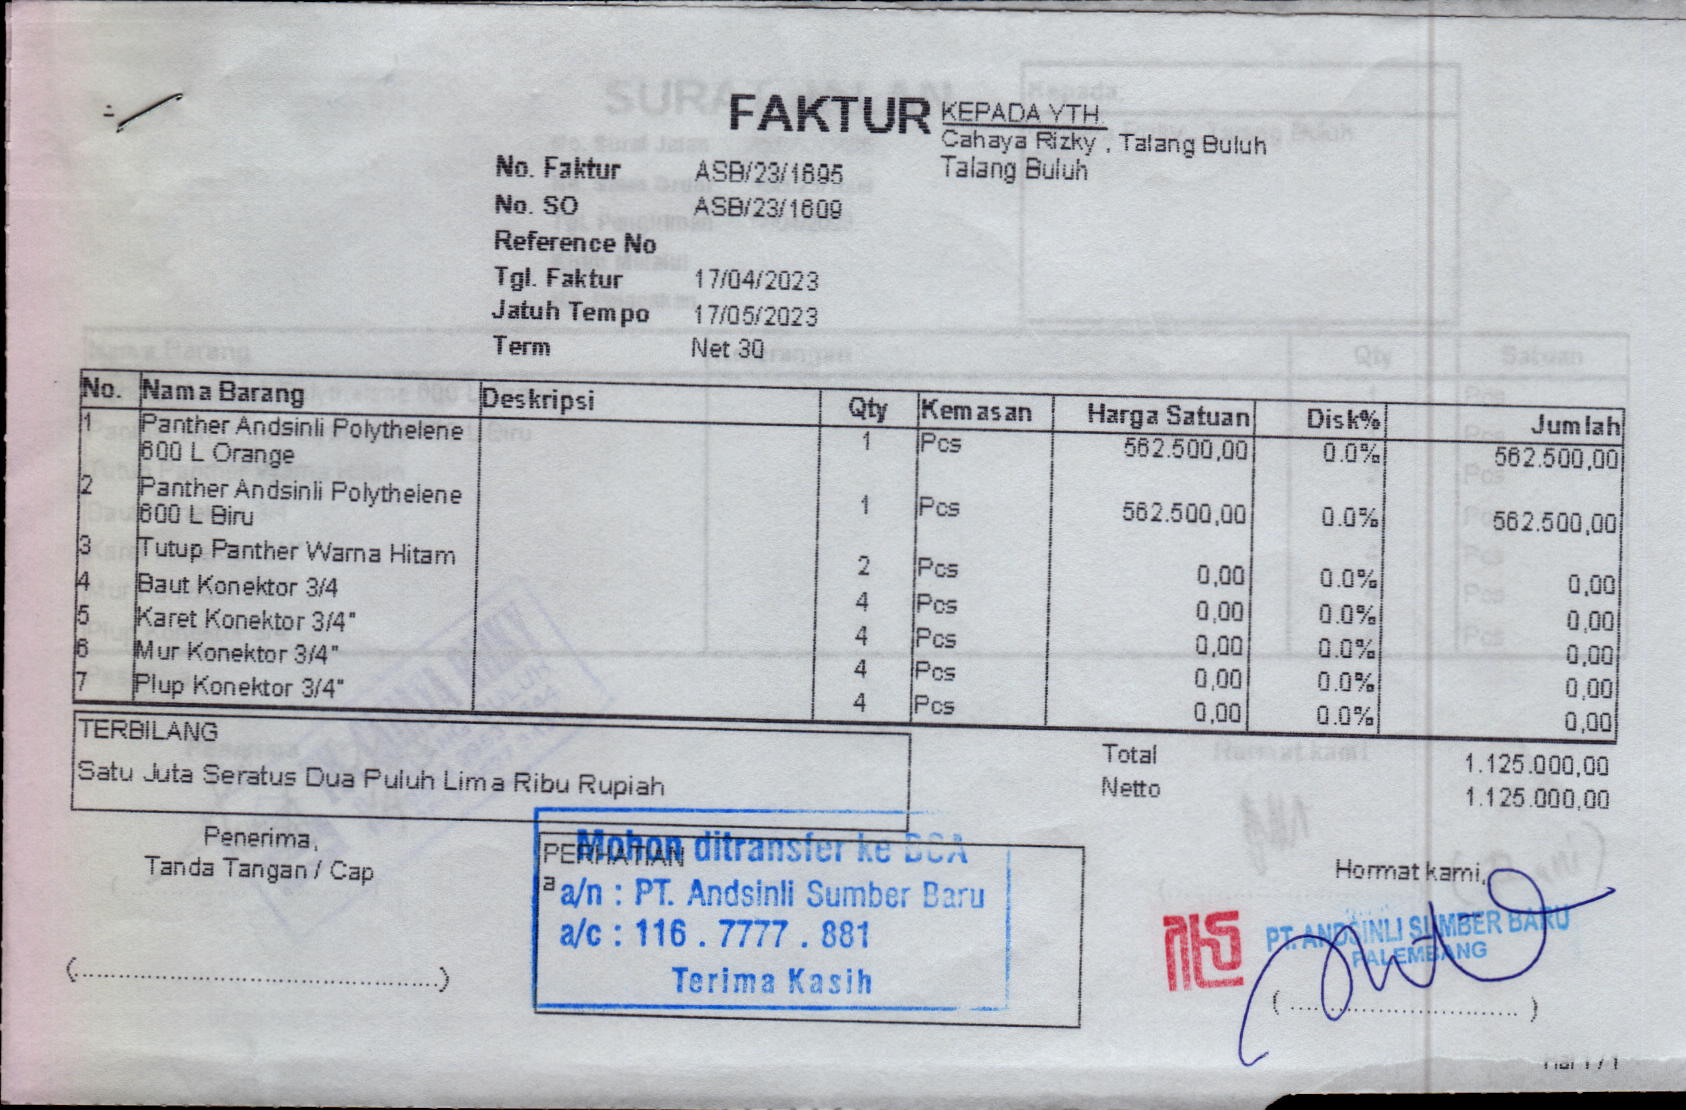 FAKTUR
KEPADA YTH.
Cahaya Rizky , Talang Buluh
Talang Buluh
No. Faktur ASB/23/1695
No. SO ASB/23/1609
Reference No
Tgl. Faktur 17/04/2023
Jatuh Tempo 17/05/2023
Term Net 30
No. Nama Barang Deskripsi Qty Kemasan Harga Satuan Disk% Jumlah
1 Panther Andsinli Polythelene 1 Pcs 562.500,00 0.0% 562.500,00
600 L Orange
2 Panther Andsinli Polythelene 1 Pcs 562.500,00 0.0% 562.500,00
600 L Biru
3 Tutup Panther Warna Hitam 2 Pcs 0,00 0.0% 0,00
4 Baut Konektor 3/4 4 Pcs 0,00 0.0% 0,00
5 Karet Konektor 3/4" 4 Pcs 0,00 0.0% 0,00
6 Mur Konektor 3/4" 4 Pcs 0,00 0.0% 0,00
7 Plup Konektor 3/4" 4 Pcs 0,00 0.0% 0,00
TERBILANG
Satu Juta Seratus Dua Puluh Lima Ribu Rupiah
Total 1.125.000,00
Netto 1.125.000,00
Penerima,
Tanda Tangan / Cap
(..........................................)
PERHATIAN
a
Mohon ditransfer ke BCA
a/n : PT. Andsinli Sumber Baru
a/c : 116 . 7777 . 881
Terima Kasih
Hormat kami,
PT. ANDSINLI SUMBER BARU
PALEMBANG
(..............................)
Hal 1 / 1